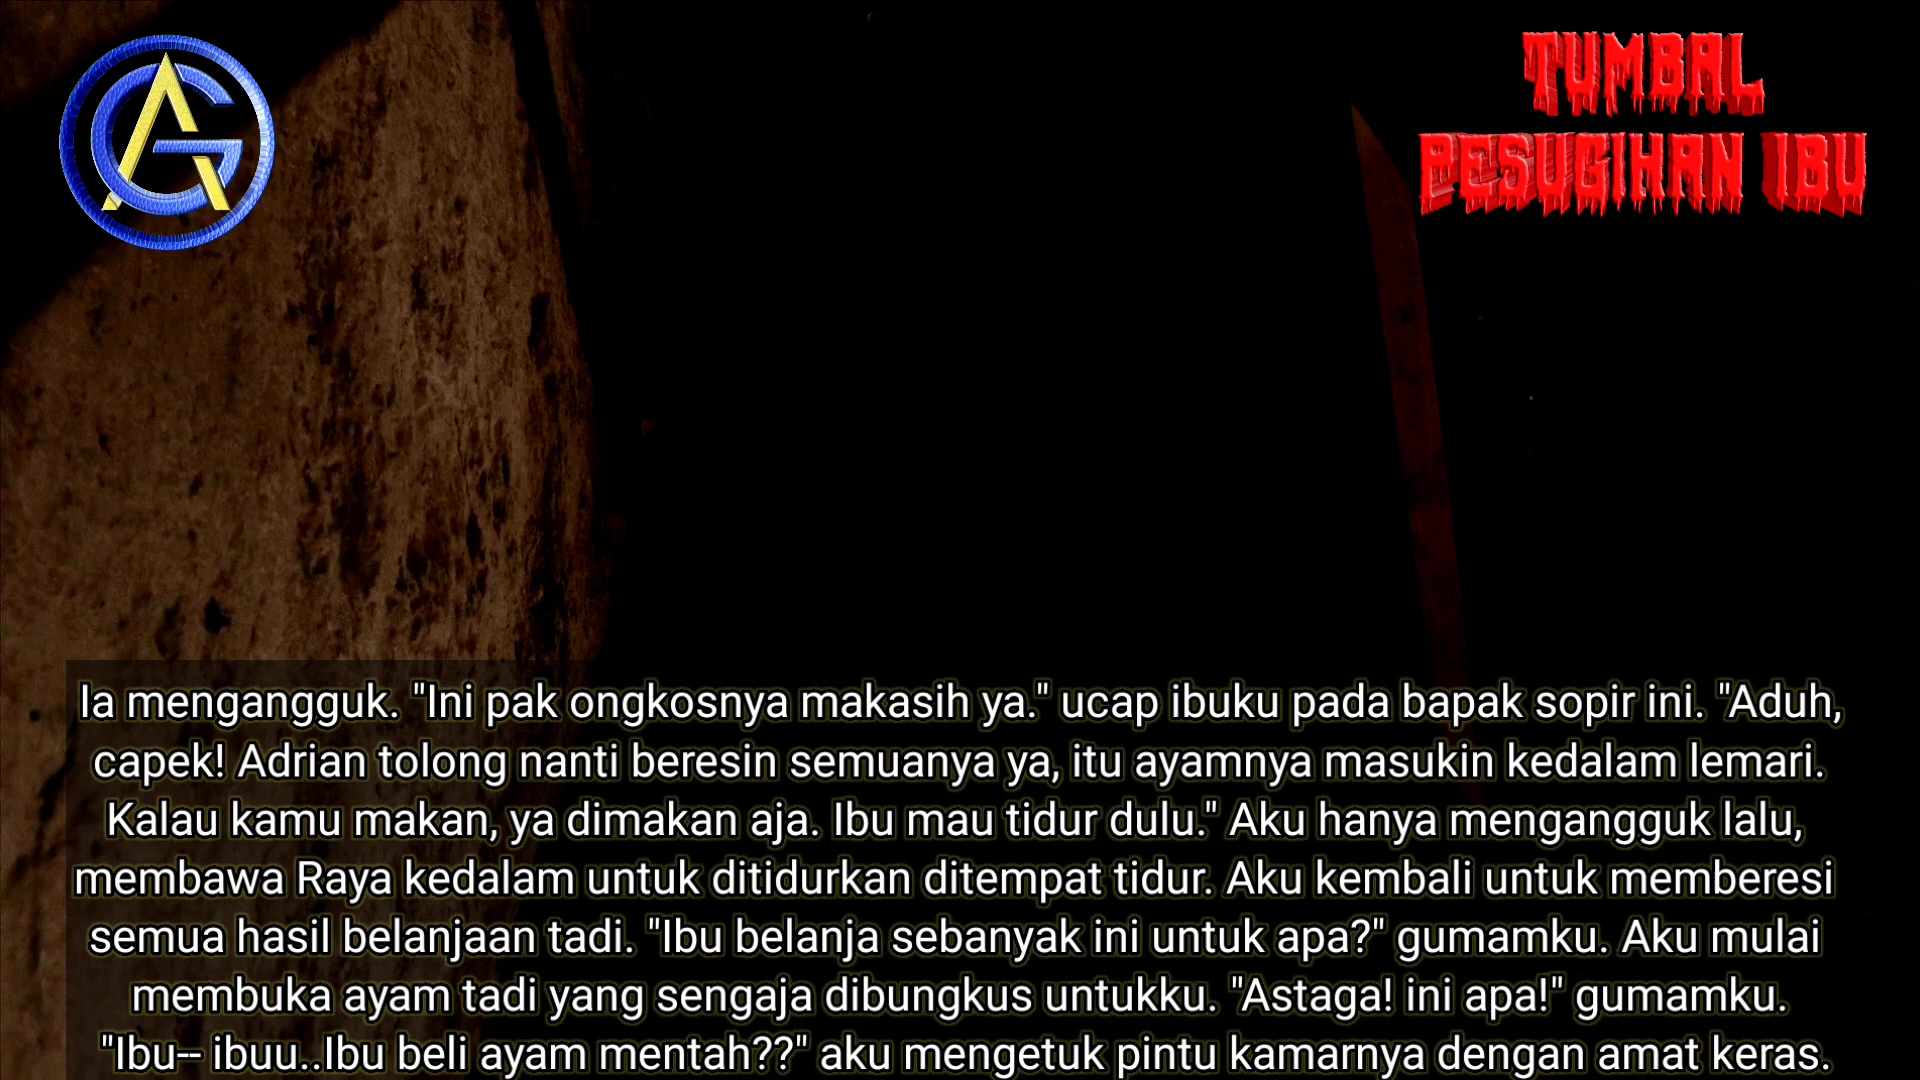 TUMBAL
PESUGIHAN IBU
Ia mengangguk. "Ini pak ongkosnya makasih ya." ucap ibuku pada bapak sopir ini. "Aduh,
capek! Adrian tolong nanti beresin semuanya ya, itu ayamnya masukin kedalam lemari.
Kalau kamu makan, ya dimakan aja. Ibu mau tidur dulu." Aku hanya mengangguk lalu,
membawa Raya kedalam untuk ditidurkan ditempat tidur. Aku kembali untuk memberesi
semua hasil belanjaan tadi. "Ibu belanja sebanyak ini untuk apa?" gumamku. Aku mulai
membuka ayam tadi yang sengaja dibungkus untukku. "Astaga! ini apa!" gumamku.
"Ibu-- ibuu..Ibu beli ayam mentah??" aku mengetuk pintu kamarnya dengan amat keras.